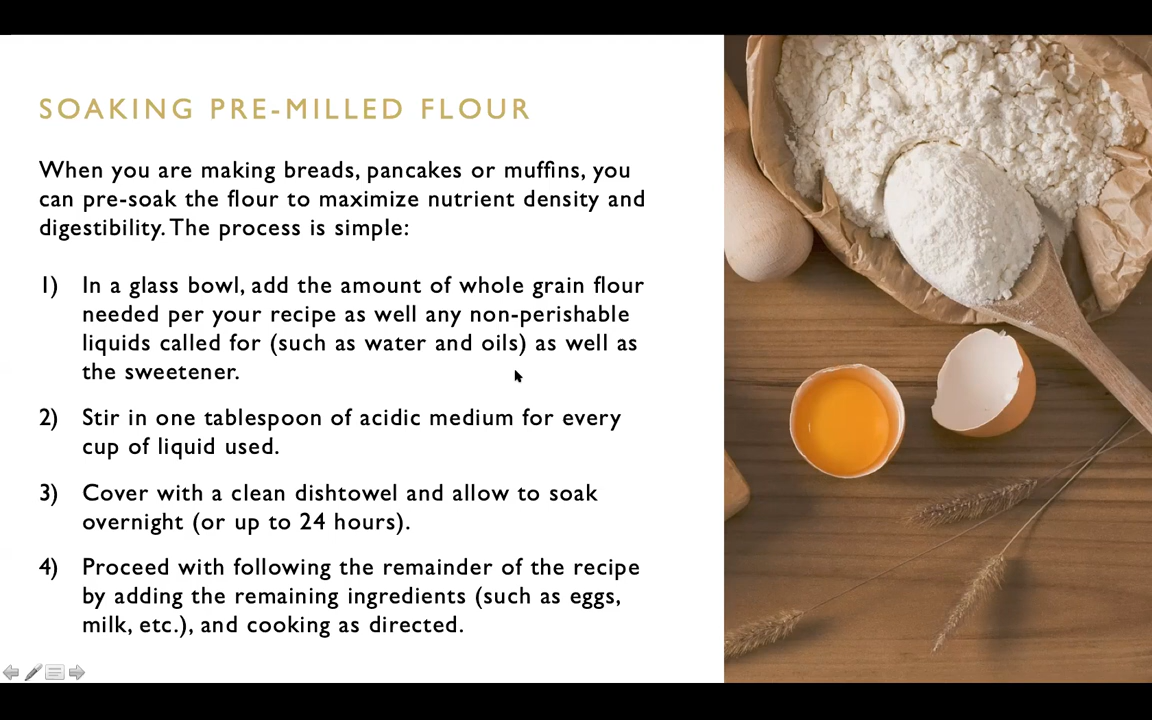 SOAKING PRE-MILLED FLOUR
When you are making breads, pancakes or muffins, you
can pre-soak the flour to maximize nutrient density and
digestibility. The process is simple:
1) In a glass bowl, add the amount of whole grain flour
needed per your recipe as well any non-perishable
liquids called for (such as water and oils) as well as
the sweetener.
2) Stir in one tablespoon of acidic medium for every
cup of liquid used.
3) Cover with a clean dishtowel and allow to soak
overnight (or up to 24 hours).
4) Proceed with following the remainder of the recipe
by adding the remaining ingredients (such as eggs,
milk, etc.), and cooking as directed.